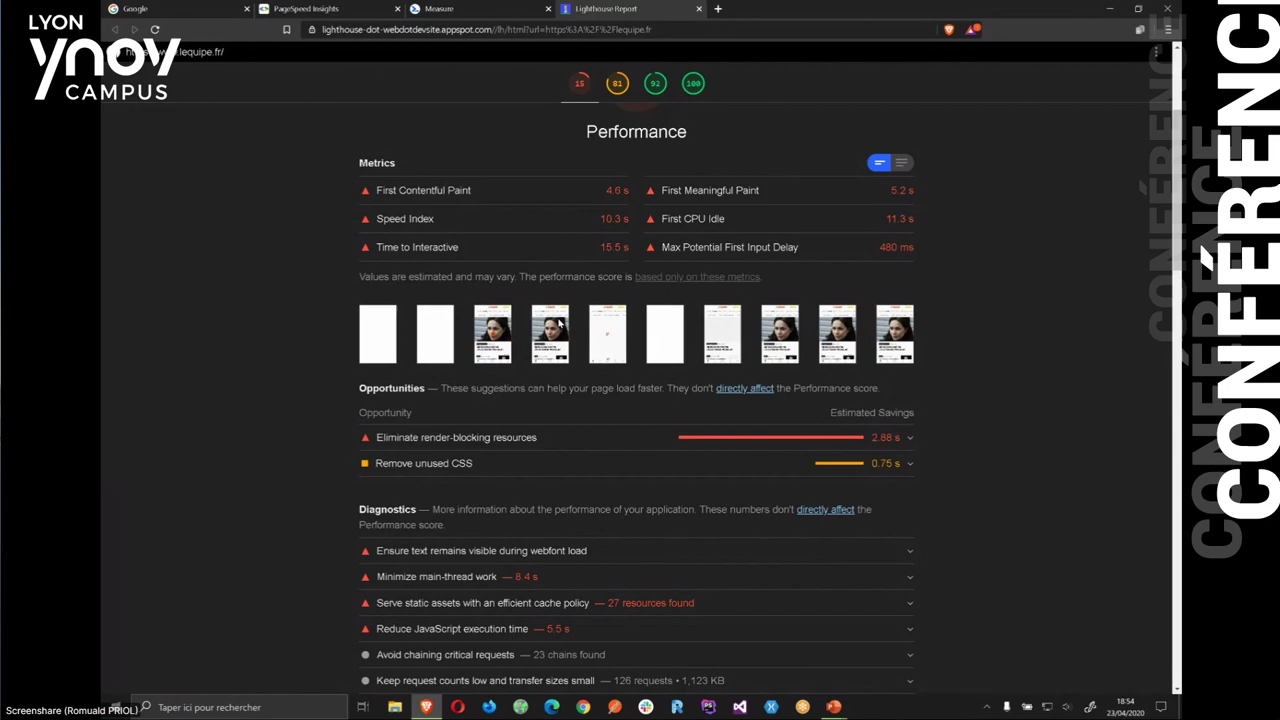 LYON
YNOV
CAMPUS
Google
PageSpeed Insights
Measure
Lighthouse Report
lighthouse-dot-webdotdevsite.appspot.com//lh/html?url=https%3A%2F%2Flequipe.fr
lequipe.fr/
15
81
92
100
Performance
Metrics
First Contentful Paint 4.6 s
First Meaningful Paint 5.2 s
Speed Index 10.3 s
First CPU Idle 11.3 s
Time to Interactive 15.5 s
Max Potential First Input Delay 480 ms
Values are estimated and may vary. The performance score is based only on these metrics.
Opportunities — These suggestions can help your page load faster. They don't directly affect the Performance score.
Opportunity Estimated Savings
Eliminate render-blocking resources 2.88 s
Remove unused CSS 0.75 s
Diagnostics — More information about the performance of your application. These numbers don't directly affect the
Performance score.
Ensure text remains visible during webfont load
Minimize main-thread work — 8.4 s
Serve static assets with an efficient cache policy — 27 resources found
Reduce JavaScript execution time — 5.5 s
Avoid chaining critical requests — 23 chains found
Keep request counts low and transfer sizes small — 126 requests • 1,123 KB
Taper ici pour rechercher
18:54
23/04/2020
Screenshare (Romuald PRIOL)
CONFÉRENCE
CONFÉRENCE
CONFÉRENC